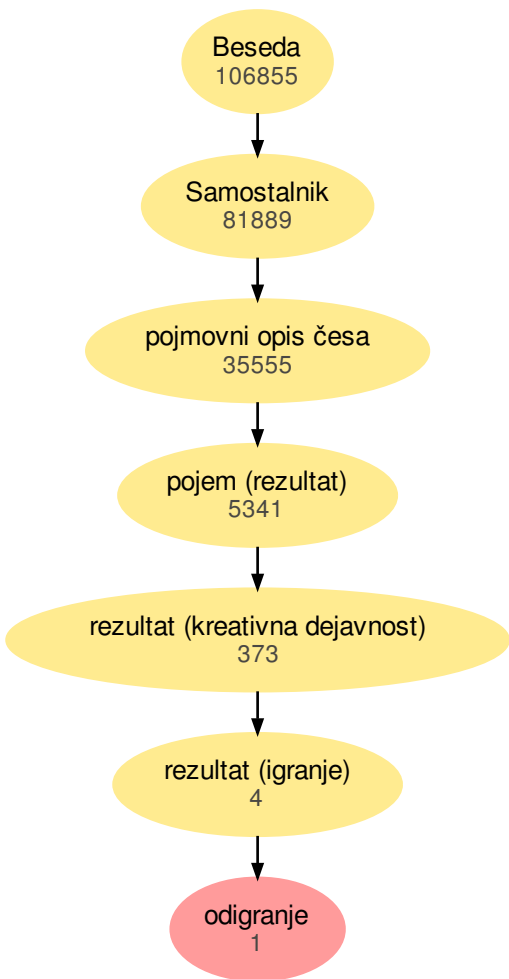 Beseda
106855
Samostalnik
81889
pojmovni opis česa
35555
pojem (rezultat)
5341
rezultat (kreativna dejavnost)
373
rezultat (igranje)
4
odigranje
1